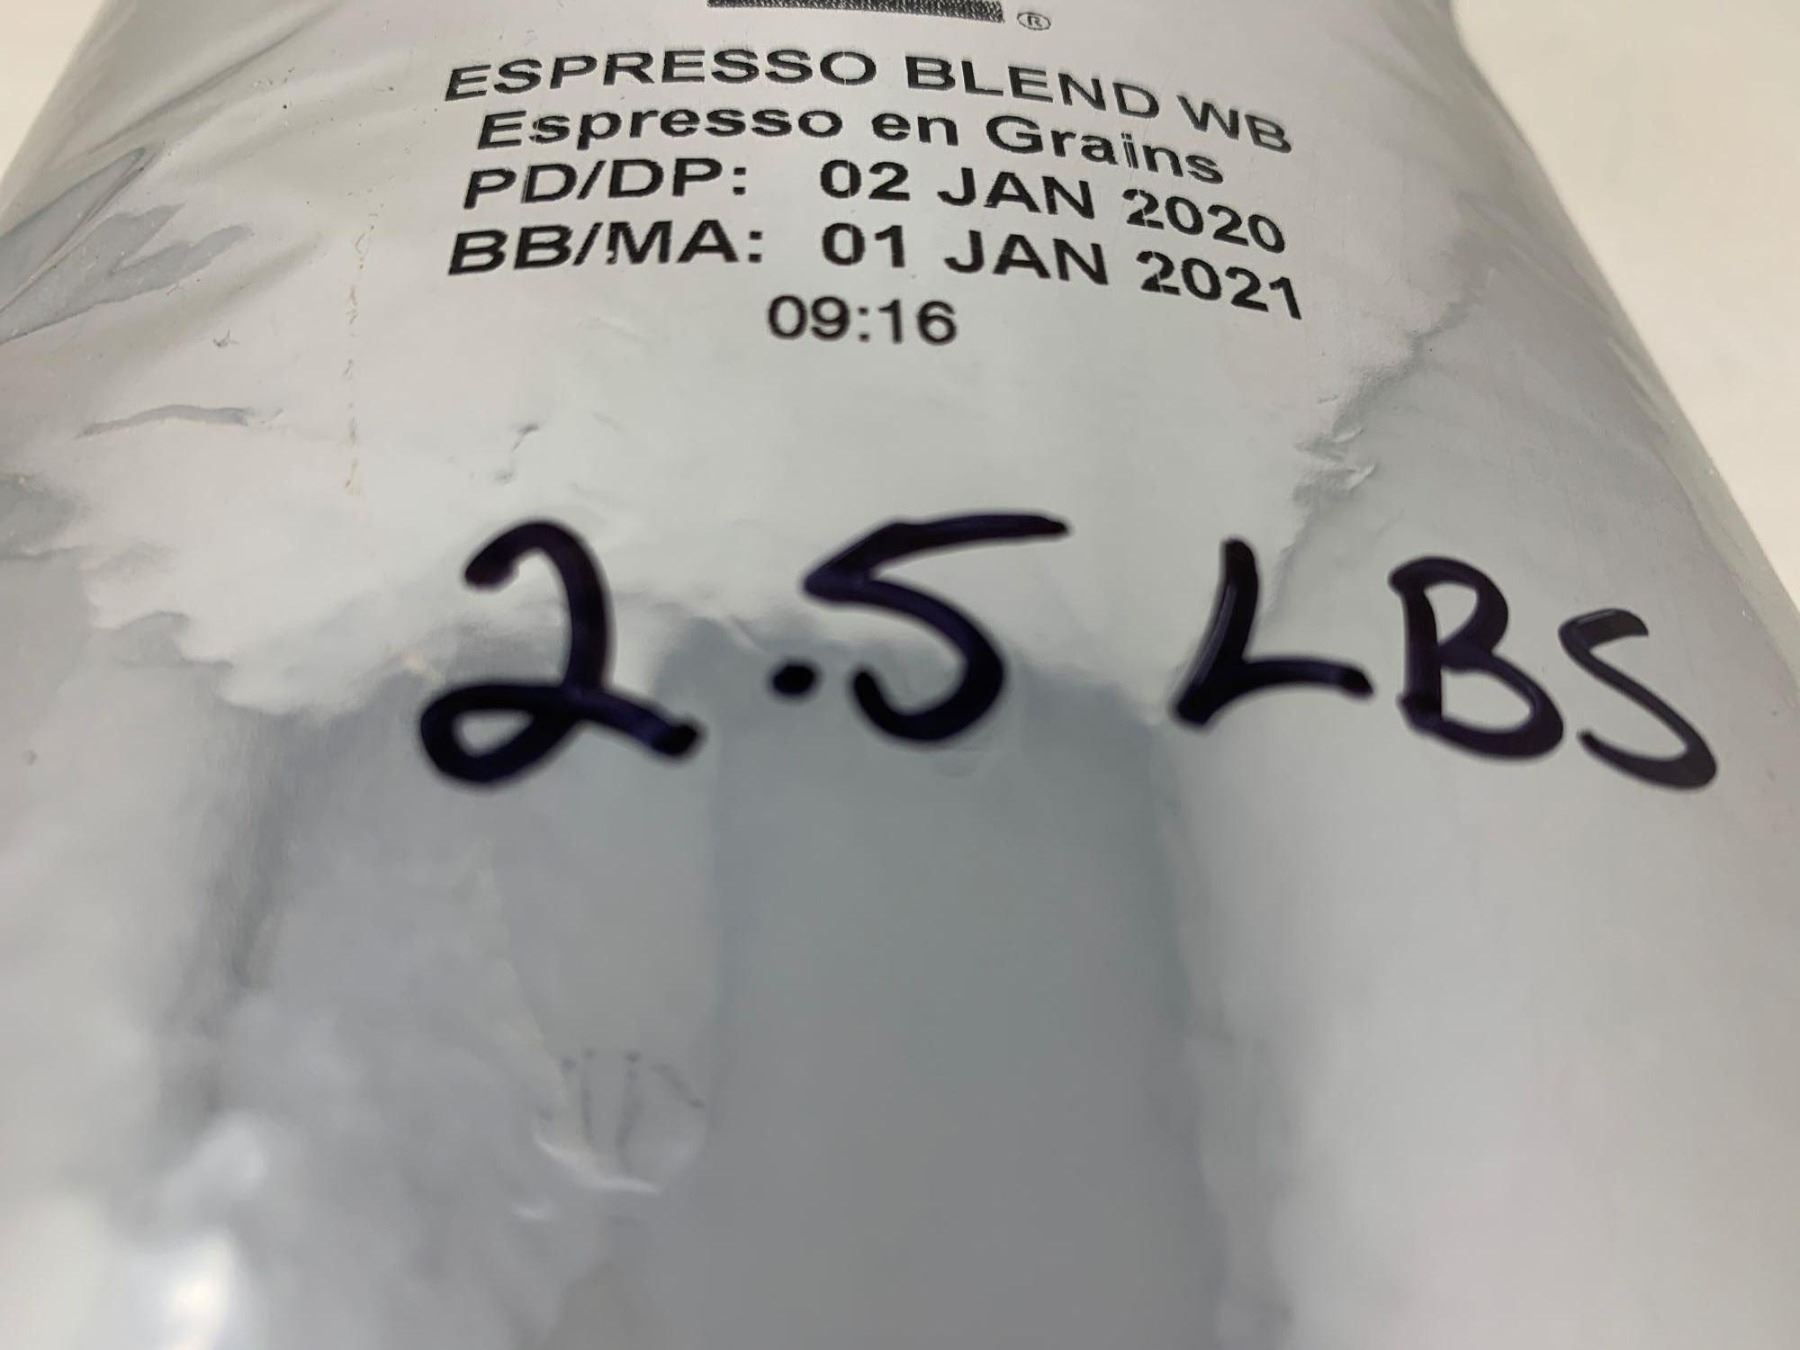 ®
ESPRESSO BLEND WB
Espresso en Grains
PD/DP: 02 JAN 2020
BB/MA: 01 JAN 2021
09:16
2.5 LBS